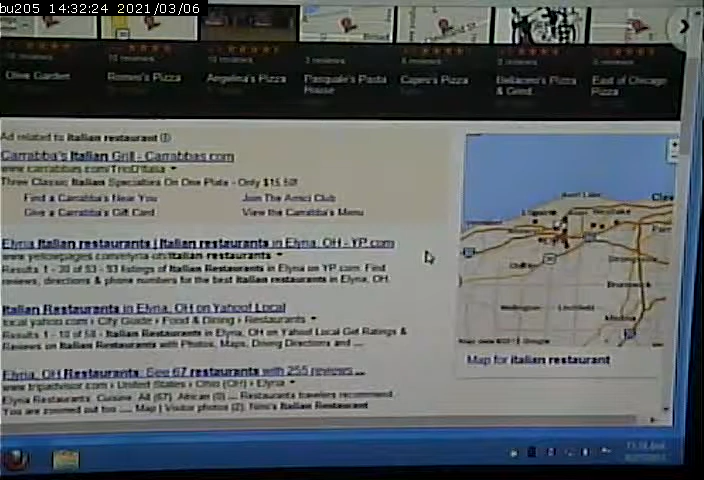 bu205 14:32:24 2021/03/06
Olive Garden
Romeo's Pizza
Angelina's Pizza
Pasquale's Pasta House
East of Chicago Pizza
reviews
Ad related to italian restaurant
Carrabba's Italian Grill - Carrabbas.com
www.carrabbas.com/TrioD'Italia
Three Classic Italian Specialties On One Plate - Only $15.50!
Find a Carrabba's Near You
Join The Amici Club
Give a Carrabba's Gift Card
View the Carrabba's Menu
Elyria Italian restaurants | Italian restaurants in Elyria, OH - YP.com
www.yellowpages.com/elyria-oh/italian-restaurants
Results 1 - 30 of 53 - 53 listings of Italian Restaurants in Elyria on YP.com. Find
reviews, directions & phone numbers for the best italian restaurants in Elyria, OH.
Italian Restaurants in Elyria, OH on Yahoo! Local
local.yahoo.com › City Guide › Food & Dining › Restaurants
Results 1 - 10 of 58 - Italian Restaurants in Elyria, OH on Yahoo! Local Get Ratings &
Reviews on Italian Restaurants with Photos, Maps, Driving Directions and ...
Elyria, OH Restaurants: See 67 restaurants with 255 reviews ...
www.tripadvisor.com › United States › Ohio (OH) › Elyria
Elyria Restaurants: Cuisine: All (67). African (0) ... Restaurants travelers recommend.
You are zoomed out too ... Map | Visitor photos (2). Nino's Italian Restaurant
Avon Lake
Medina
Map for italian restaurant